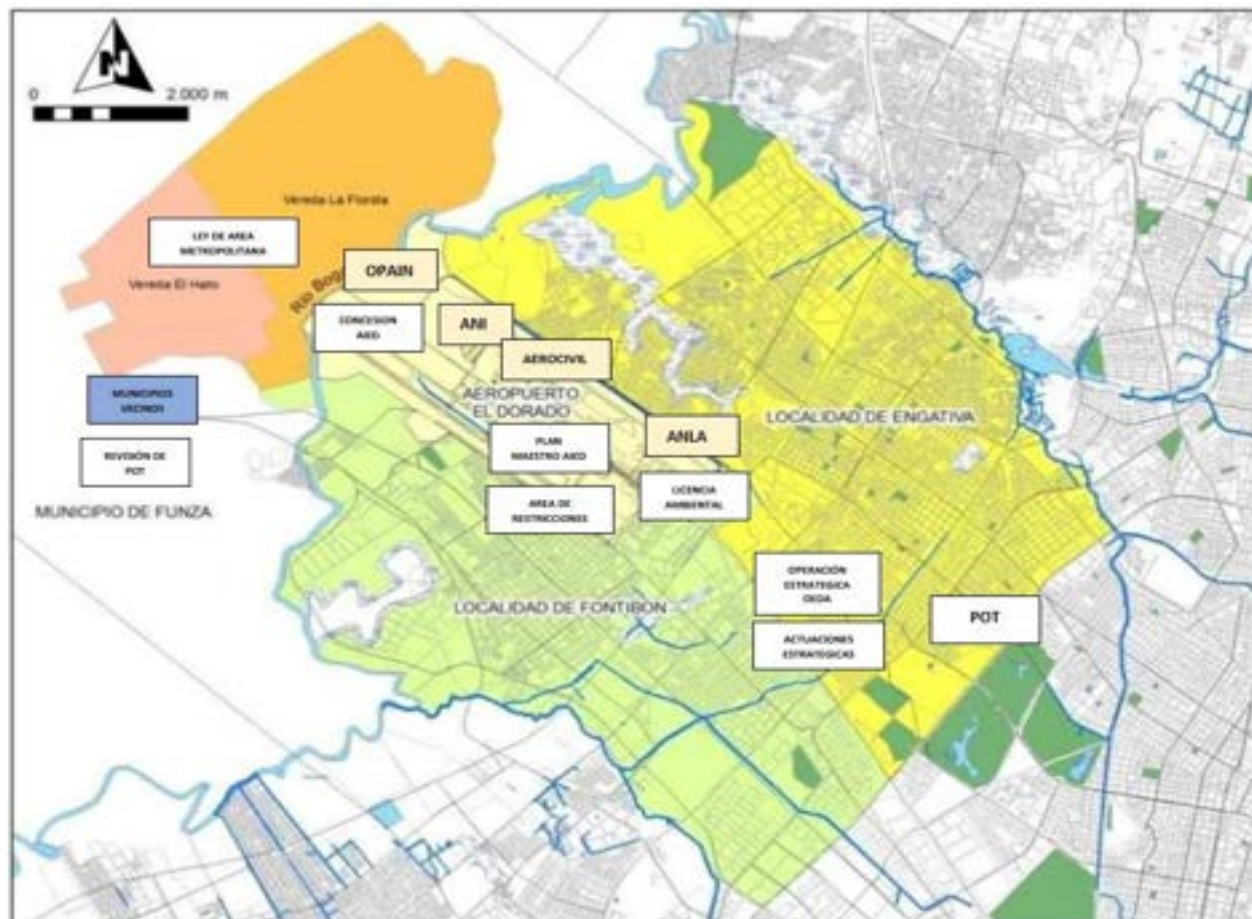 N
0 2.000 m
Vereda La Florida
LEY DE AREA
METROPOLITANA
Vereda El Hato
Río Bog
OPAIN
CONCESION
AIED
ANI
AEROCIVIL
AEROPUERTO
EL DORADO
MUNICIPIOS
VECINOS
LOCALIDAD DE ENGATIVA
ANLA
PLAN
MAESTRO AIED
REVISIÓN DE
POT
LICENCIA
AMBIENTAL
AREA DE
RESTRICCIONES
MUNICIPIO DE FUNZA
OPERACIÓN
ESTRATEGICA
OEDA
LOCALIDAD DE FONTIBON
POT
ACTUACIONES
ESTRATEGICAS